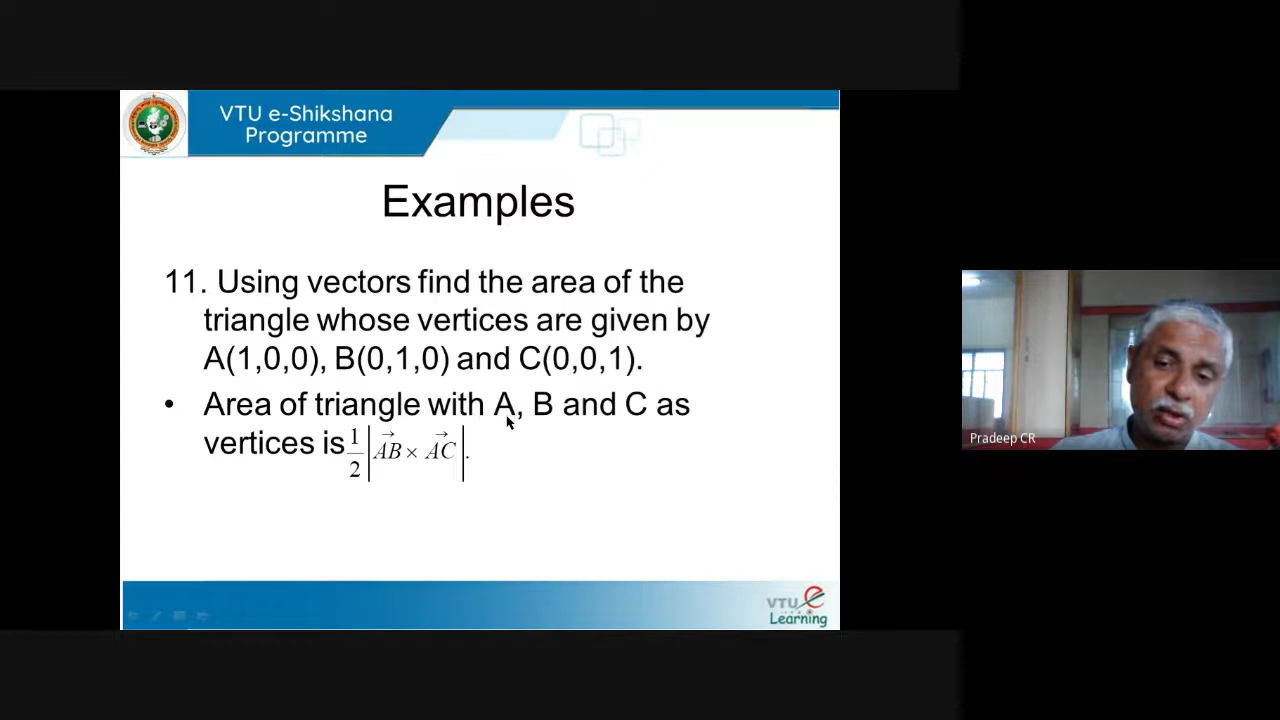 VTU e-Shikshana
Programme
Examples
11. Using vectors find the area of the
triangle whose vertices are given by
A(1,0,0), B(0,1,0) and C(0,0,1).
• Area of triangle with A, B and C as
vertices is 1/2 |AB⃗ × AC⃗|.
Pradeep CR
VTU e
Learning